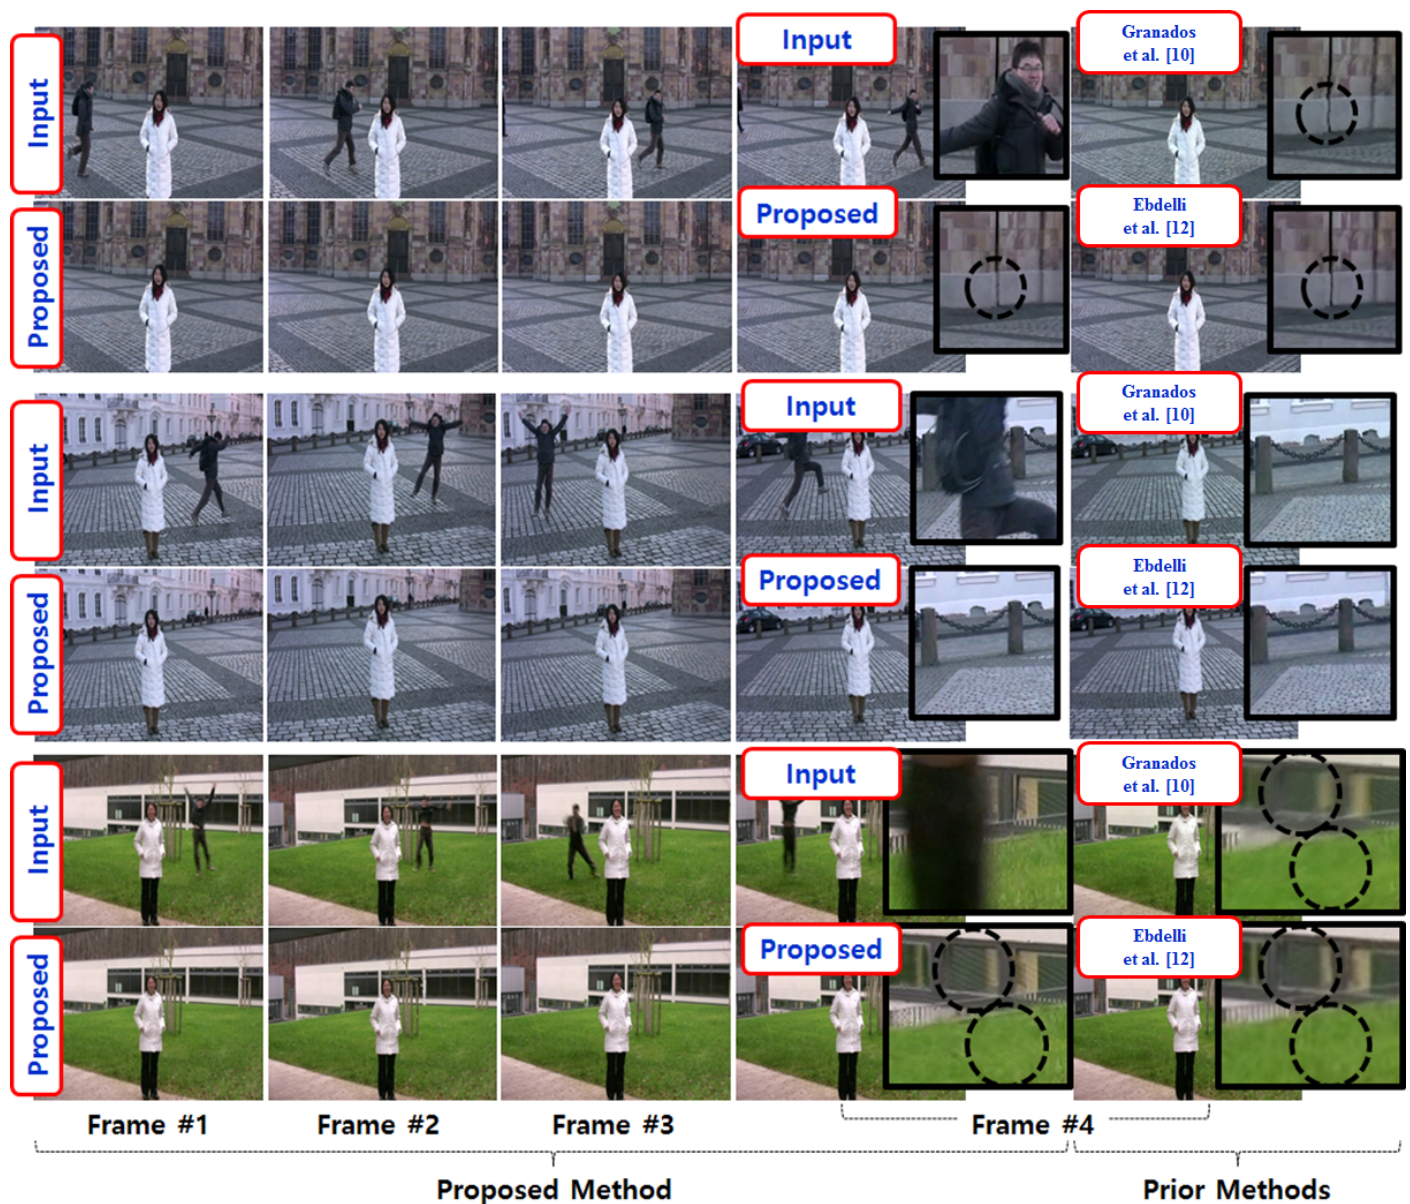 Input
Input
Granados
et al. [10]
Proposed
Proposed
Ebdelli
et al. [12]
Input
Input
Granados
et al. [10]
Proposed
Proposed
Ebdelli
et al. [12]
Input
Input
Granados
et al. [10]
Proposed
Proposed
Ebdelli
et al. [12]
Frame #1
Frame #2
Frame #3
Frame #4
Proposed Method
Prior Methods